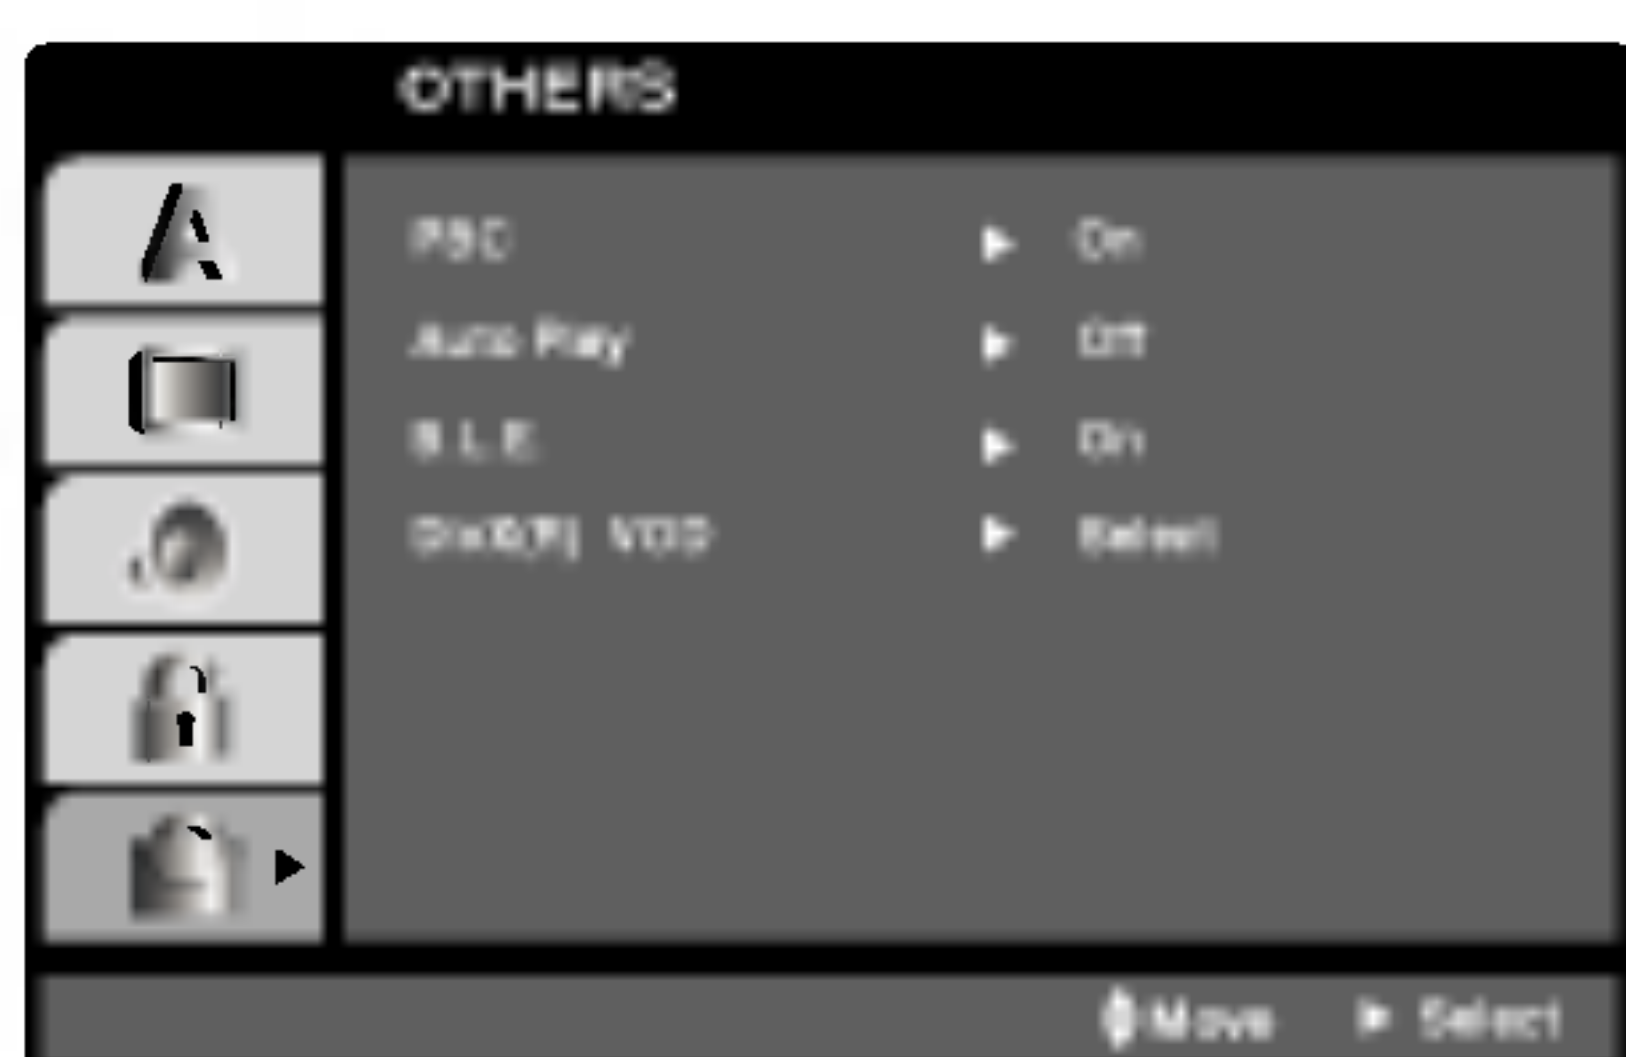 OTHERS
PBC On
Auto Play Off
B.L.E. On
DivX(R) VOD Select
Move Select